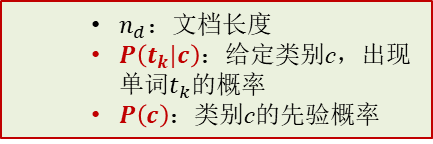 • n_d：文档长度
• P(t_k|c)：给定类别c，出现
单词t_k的概率
• P(c)：类别c的先验概率